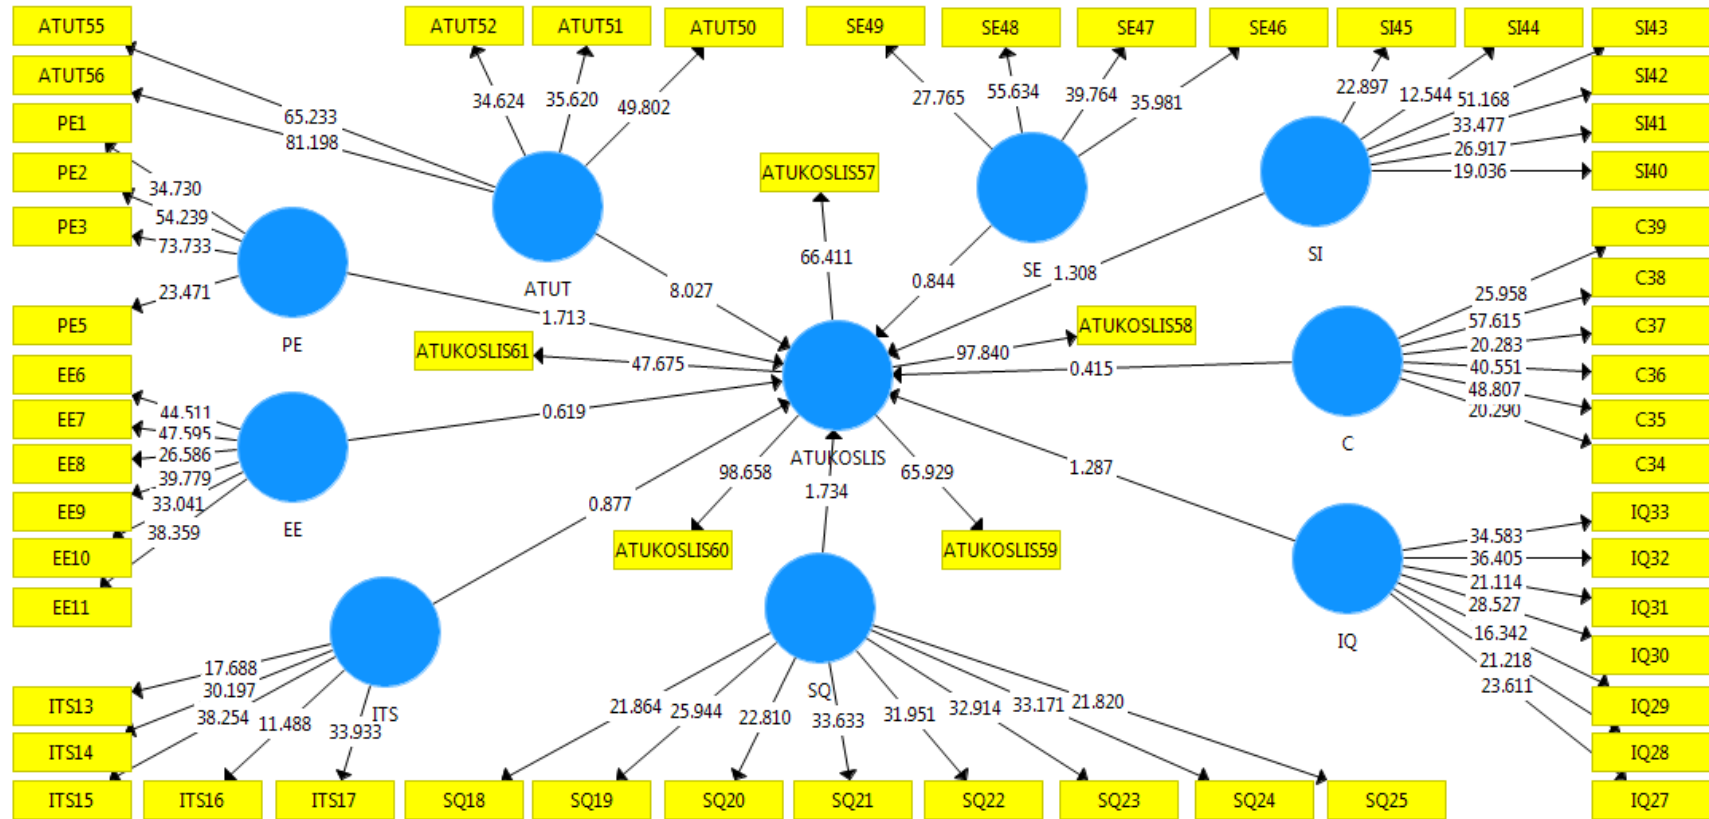 ATUT55
ATUT52
ATUT51
ATUT50
SE49
SE48
SE47
SE46
SI45
SI44
SI43
ATUT56
SI42
PE1
SI41
PE2
SI40
PE3
C39
PE5
C38
EE6
C37
EE7
C36
EE8
C35
EE9
C34
EE10
IQ33
EE11
IQ32
IQ31
IQ30
ITS13
IQ29
ITS14
IQ28
ITS15
ITS16
ITS17
SQ18
SQ19
SQ20
SQ21
SQ22
SQ23
SQ24
SQ25
IQ27
65.233
81.198
34.624
35.620
49.802
27.765
55.634
39.764
35.981
22.897
12.544
51.168
33.477
26.917
19.036
ATUKOSLIS57
66.411
34.730
54.239
73.733
23.471
ATUT
SE
SI
8.027
0.844
1.308
1.713
PE
ATUKOSLIS61
47.675
ATUKOSLIS58
97.840
0.415
25.958
57.615
20.283
40.551
48.807
20.290
C
44.511
47.595
26.586
39.779
33.041
38.359
EE
0.619
ATUKOSLIS
98.658
65.929
1.734
0.877
1.287
ATUKOSLIS60
ATUKOSLIS59
34.583
36.405
21.114
28.527
16.342
21.218
23.611
IQ
17.688
30.197
38.254
11.488
33.933
ITS
SQ
21.864
25.944
22.810
33.633
31.951
32.914
33.171
21.820